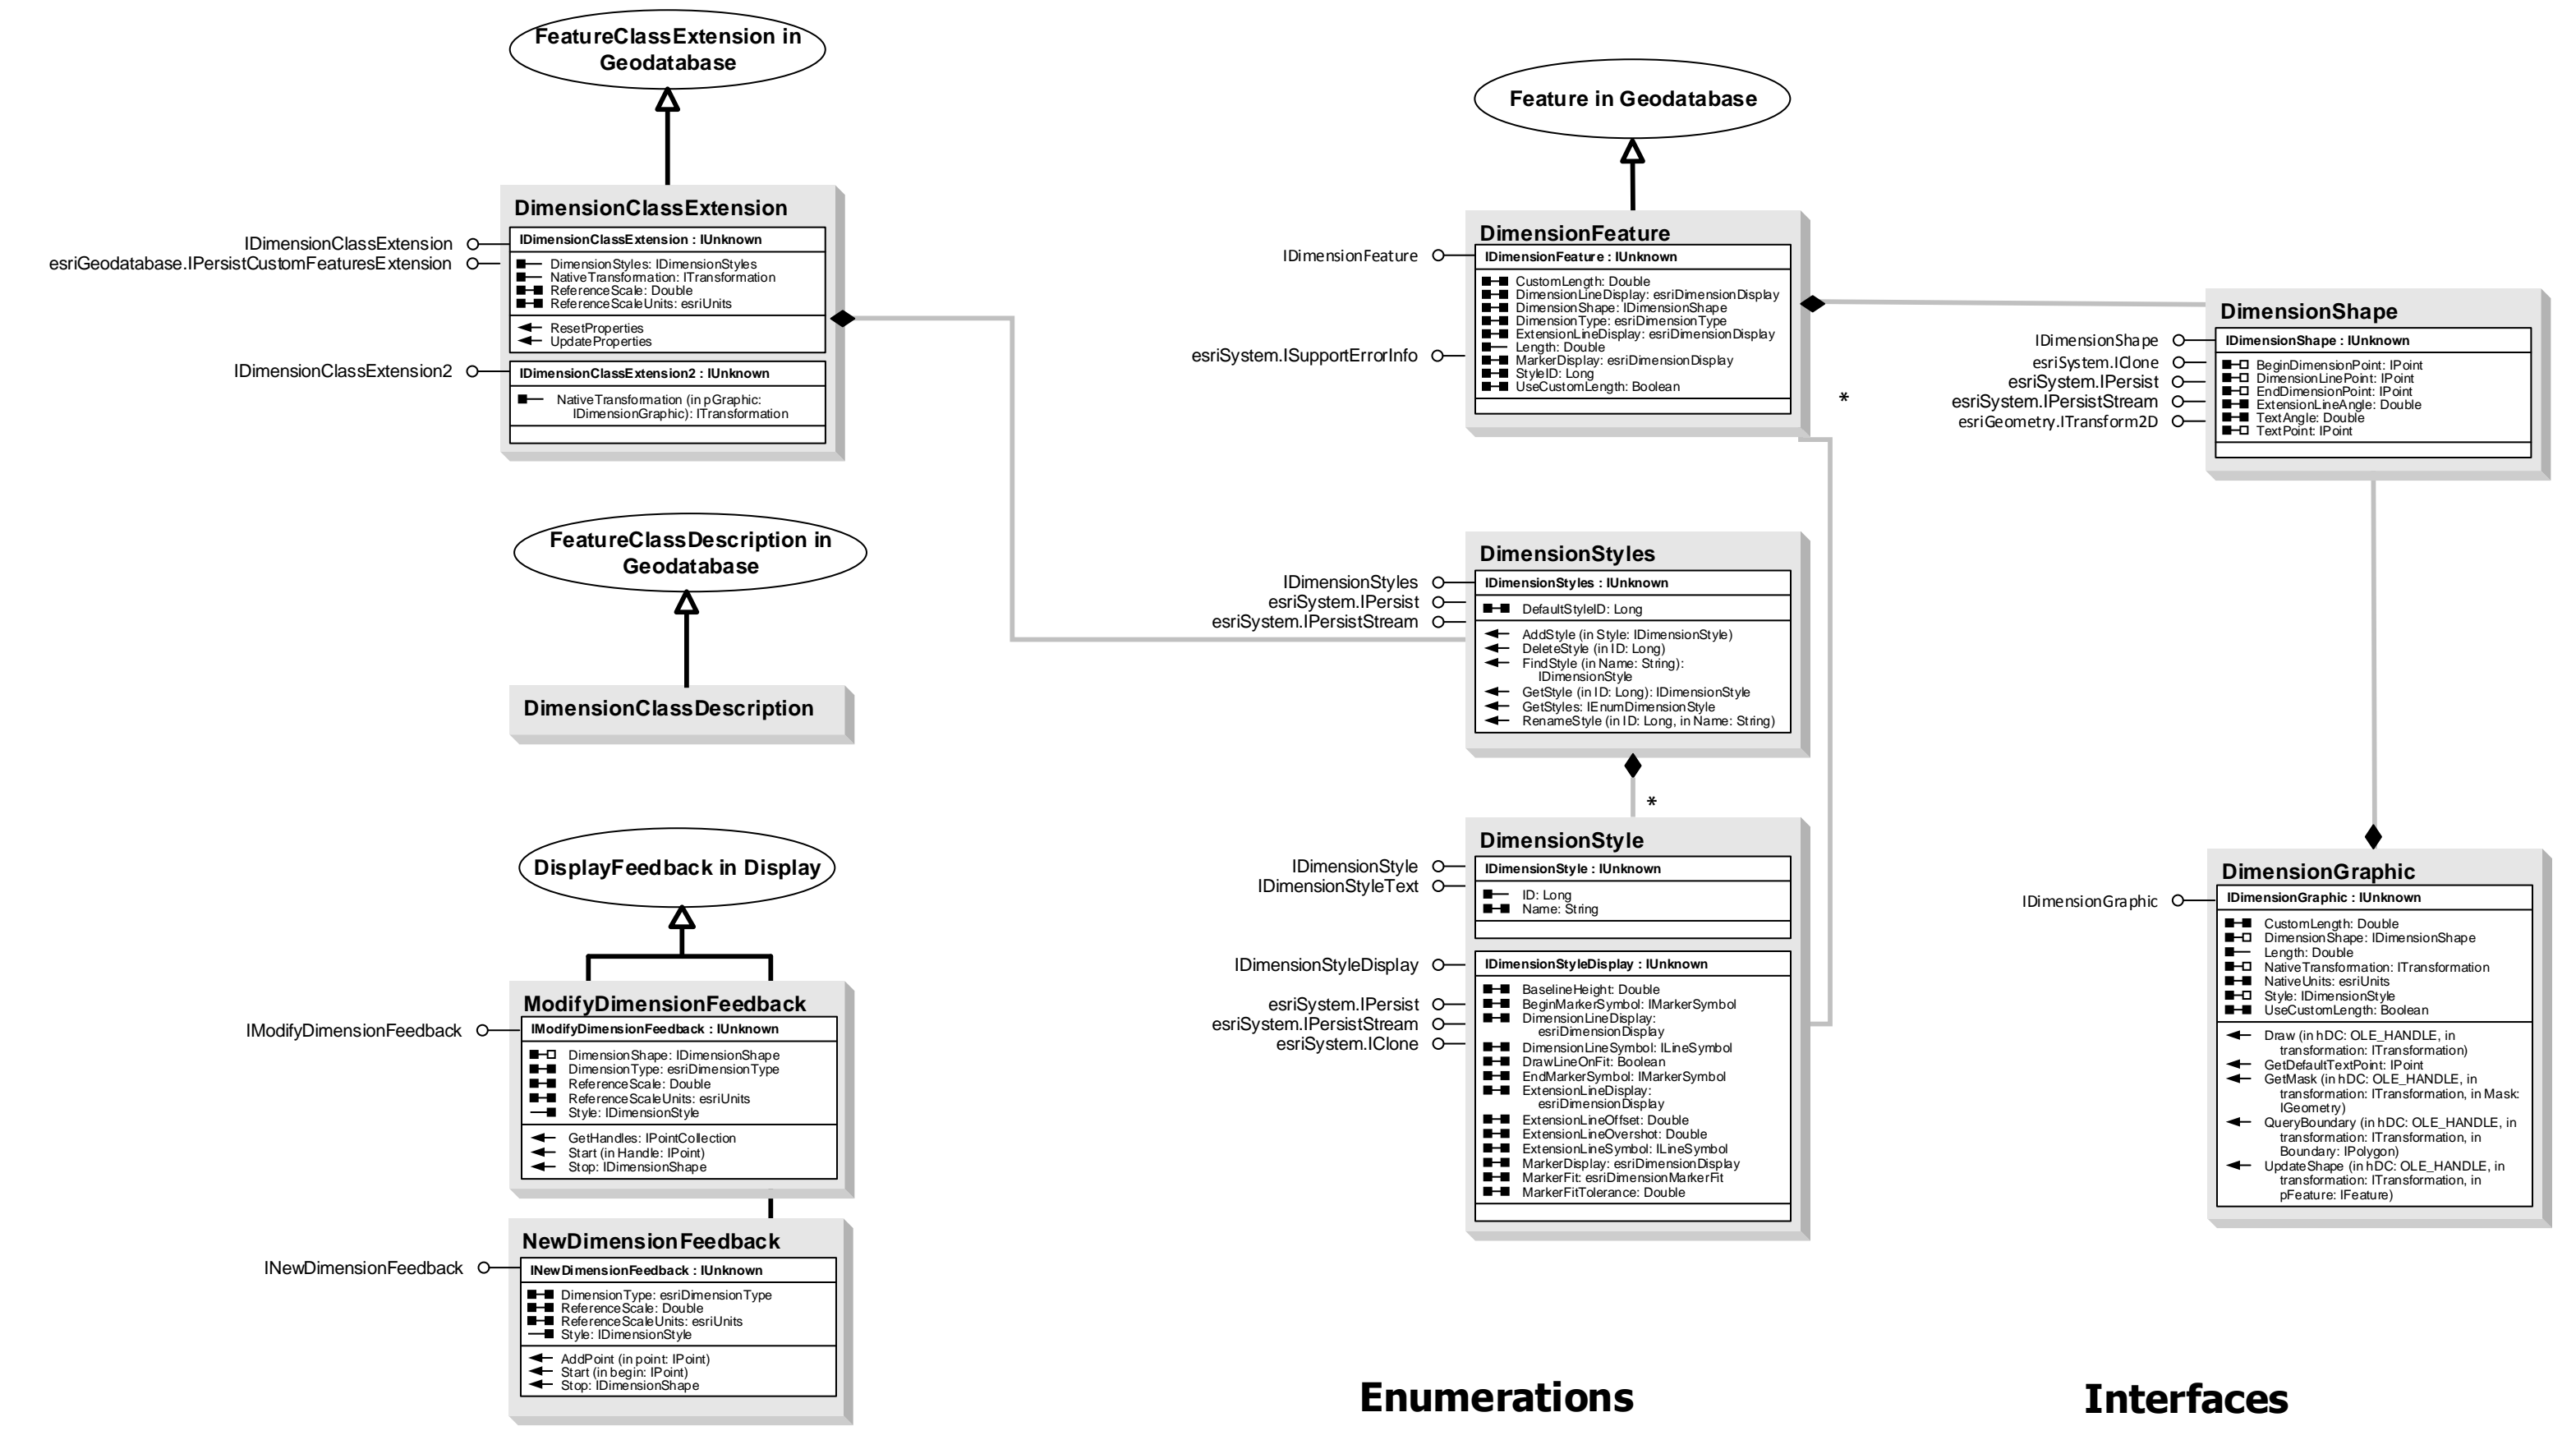 FeatureClassExtension in
Geodatabase
DimensionClassExtension
IDimensionClassExtension
esriGeodatabase.IPersistCustomFeaturesExtension
IDimensionClassExtension : IUnknown
DimensionStyles: IDimensionStyles
NativeTransformation: ITransformation
ReferenceScale: Double
ReferenceScaleUnits: esriUnits
ResetProperties
UpdateProperties
IDimensionClassExtension2
IDimensionClassExtension2 : IUnknown
NativeTransformation (in pGraphic:
IDimensionGraphic): ITransformation
FeatureClassDescription in
Geodatabase
DimensionClassDescription
DisplayFeedback in Display
ModifyDimensionFeedback
IModifyDimensionFeedback
IModifyDimensionFeedback : IUnknown
DimensionShape: IDimensionShape
DimensionType: esriDimensionType
ReferenceScale: Double
ReferenceScaleUnits: esriUnits
Style: IDimensionStyle
GetHandles: IPointCollection
Start (in Handle: IPoint)
Stop: IDimensionShape
NewDimensionFeedback
INewDimensionFeedback
INewDimensionFeedback : IUnknown
DimensionType: esriDimensionType
ReferenceScale: Double
ReferenceScaleUnits: esriUnits
Style: IDimensionStyle
AddPoint (in point: IPoint)
Start (in begin: IPoint)
Stop: IDimensionShape
Feature in Geodatabase
DimensionFeature
IDimensionFeature
esriSystem.ISupportErrorInfo
IDimensionFeature : IUnknown
CustomLength: Double
DimensionLineDisplay: esriDimensionDisplay
DimensionShape: IDimensionShape
DimensionType: esriDimensionType
ExtensionLineDisplay: esriDimensionDisplay
Length: Double
MarkerDisplay: esriDimensionDisplay
StyleID: Long
UseCustomLength: Boolean
*
DimensionStyles
IDimensionStyles
esriSystem.IPersist
esriSystem.IPersistStream
IDimensionStyles : IUnknown
DefaultStyleID: Long
AddStyle (in Style: IDimensionStyle)
DeleteStyle (in ID: Long)
FindStyle (in Name: String):
IDimensionStyle
GetStyle (in ID: Long): IDimensionStyle
GetStyles: IEnumDimensionStyle
RenameStyle (in ID: Long, in Name: String)
*
DimensionStyle
IDimensionStyle
IDimensionStyleText
IDimensionStyle : IUnknown
ID: Long
Name: String
IDimensionStyleDisplay
esriSystem.IPersist
esriSystem.IPersistStream
esriSystem.IClone
IDimensionStyleDisplay : IUnknown
BaselineHeight: Double
BeginMarkerSymbol: IMarkerSymbol
DimensionLineDisplay:
esriDimensionDisplay
DimensionLineSymbol: ILineSymbol
DrawLineOnFit: Boolean
EndMarkerSymbol: IMarkerSymbol
ExtensionLineDisplay:
esriDimensionDisplay
ExtensionLineOffset: Double
ExtensionLineOvershot: Double
ExtensionLineSymbol: ILineSymbol
MarkerDisplay: esriDimensionDisplay
MarkerFit: esriDimensionMarkerFit
MarkerFitTolerance: Double
DimensionShape
IDimensionShape
esriSystem.IClone
esriSystem.IPersist
esriSystem.IPersistStream
esriGeometry.ITransform2D
IDimensionShape : IUnknown
BeginDimensionPoint: IPoint
DimensionLinePoint: IPoint
EndDimensionPoint: IPoint
ExtensionLineAngle: Double
TextAngle: Double
TextPoint: IPoint
DimensionGraphic
IDimensionGraphic
IDimensionGraphic : IUnknown
CustomLength: Double
DimensionShape: IDimensionShape
Length: Double
NativeTransformation: ITransformation
NativeUnits: esriUnits
Style: IDimensionStyle
UseCustomLength: Boolean
Draw (in hDC: OLE_HANDLE, in
transformation: ITransformation)
GetDefaultTextPoint: IPoint
GetMask (in hDC: OLE_HANDLE, in
transformation: ITransformation, in Mask:
IGeometry)
QueryBoundary (in hDC: OLE_HANDLE, in
transformation: ITransformation, in
Boundary: IPolygon)
UpdateShape (in hDC: OLE_HANDLE, in
transformation: ITransformation, in
pFeature: IFeature)
Enumerations
Interfaces